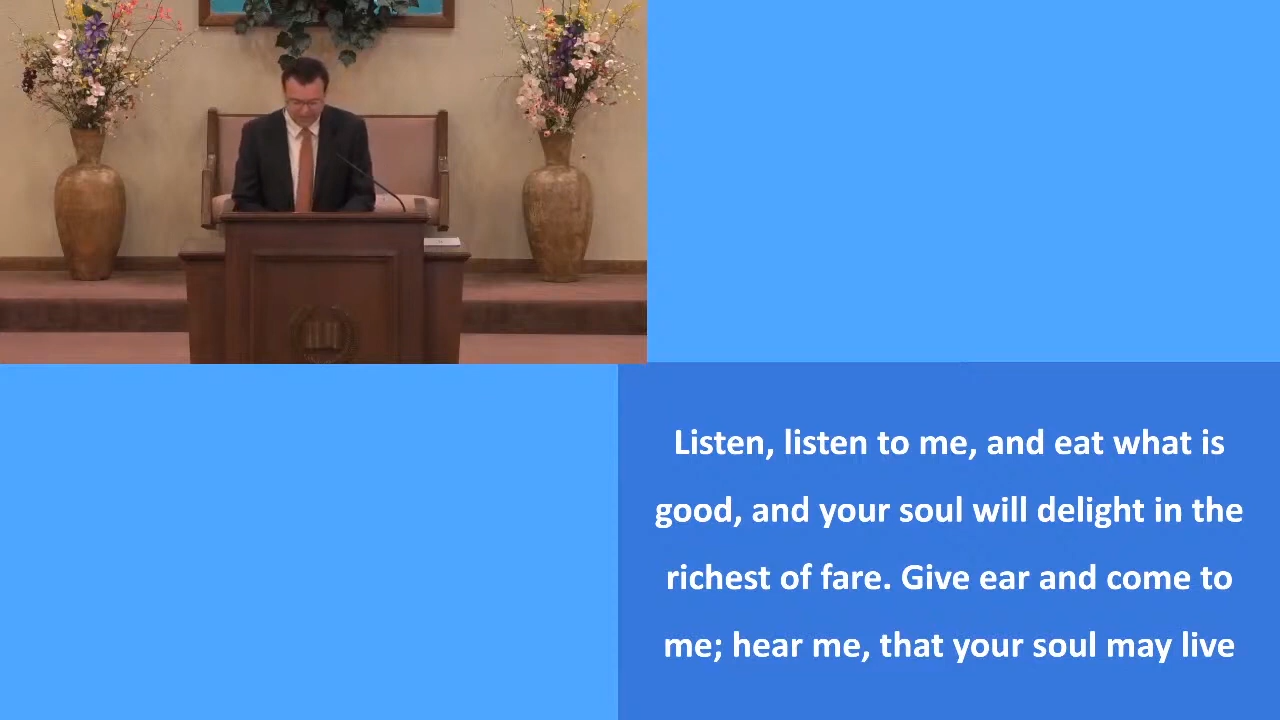 Listen, listen to me, and eat what is
good, and your soul will delight in the
richest of fare. Give ear and come to
me; hear me, that your soul may live